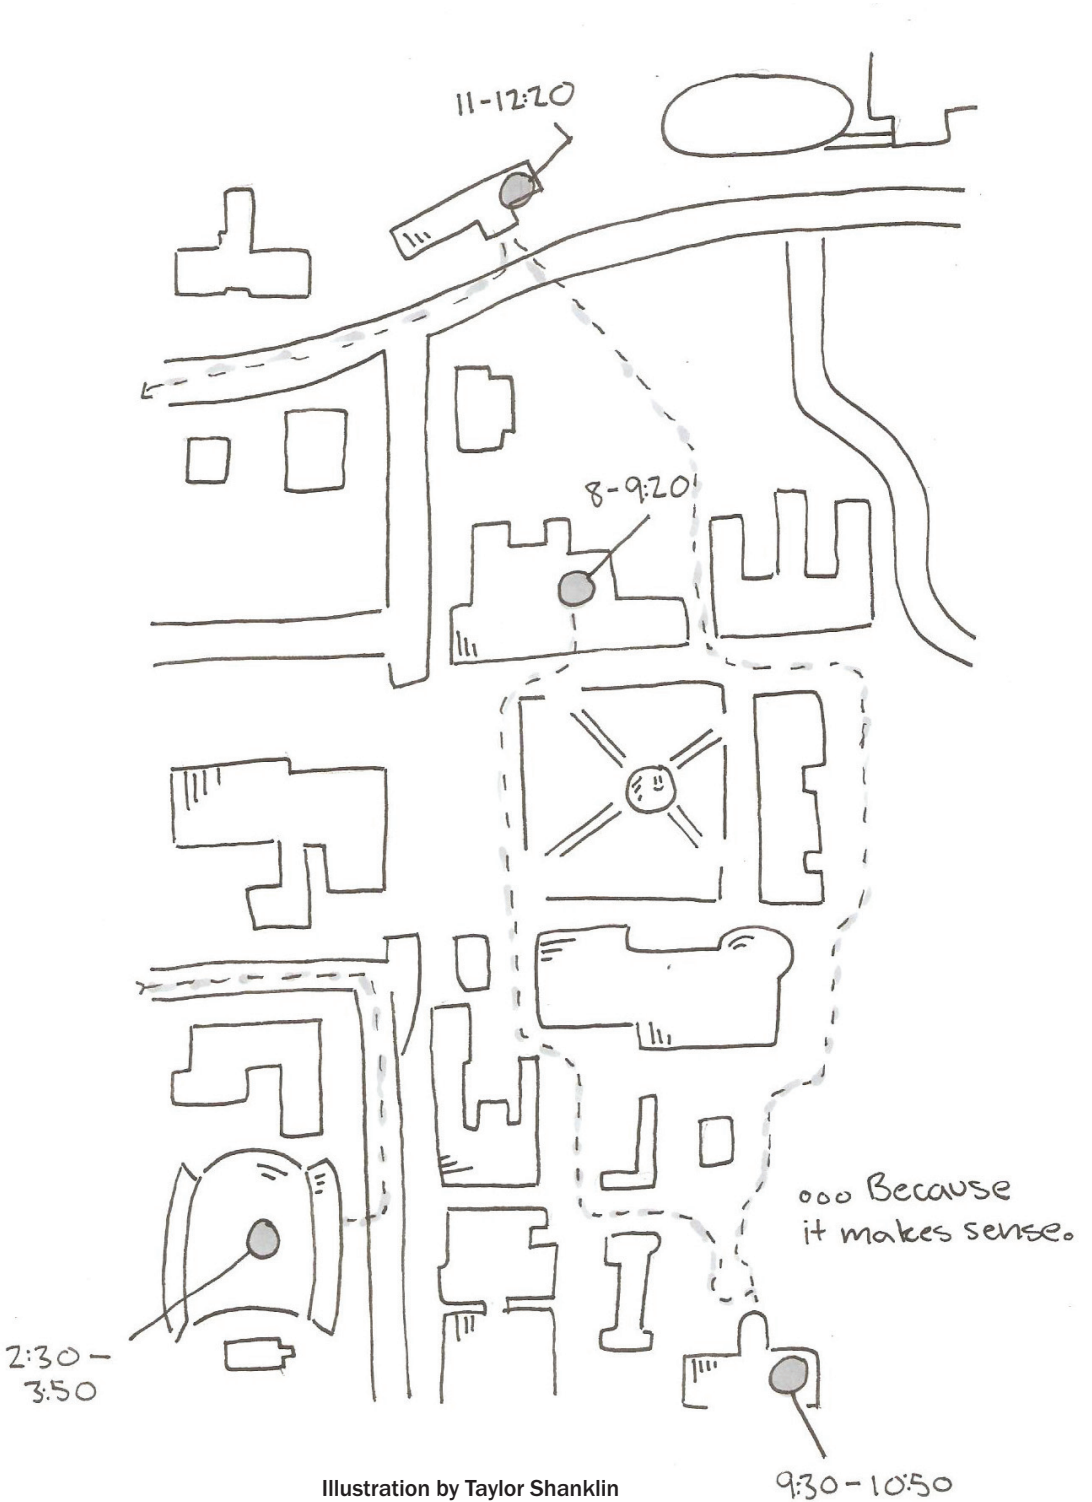 11-12:20
8-9:20
ooo Because
it makes sense.
2:30-
3:50
9:30-10:50
Illustration by Taylor Shanklin